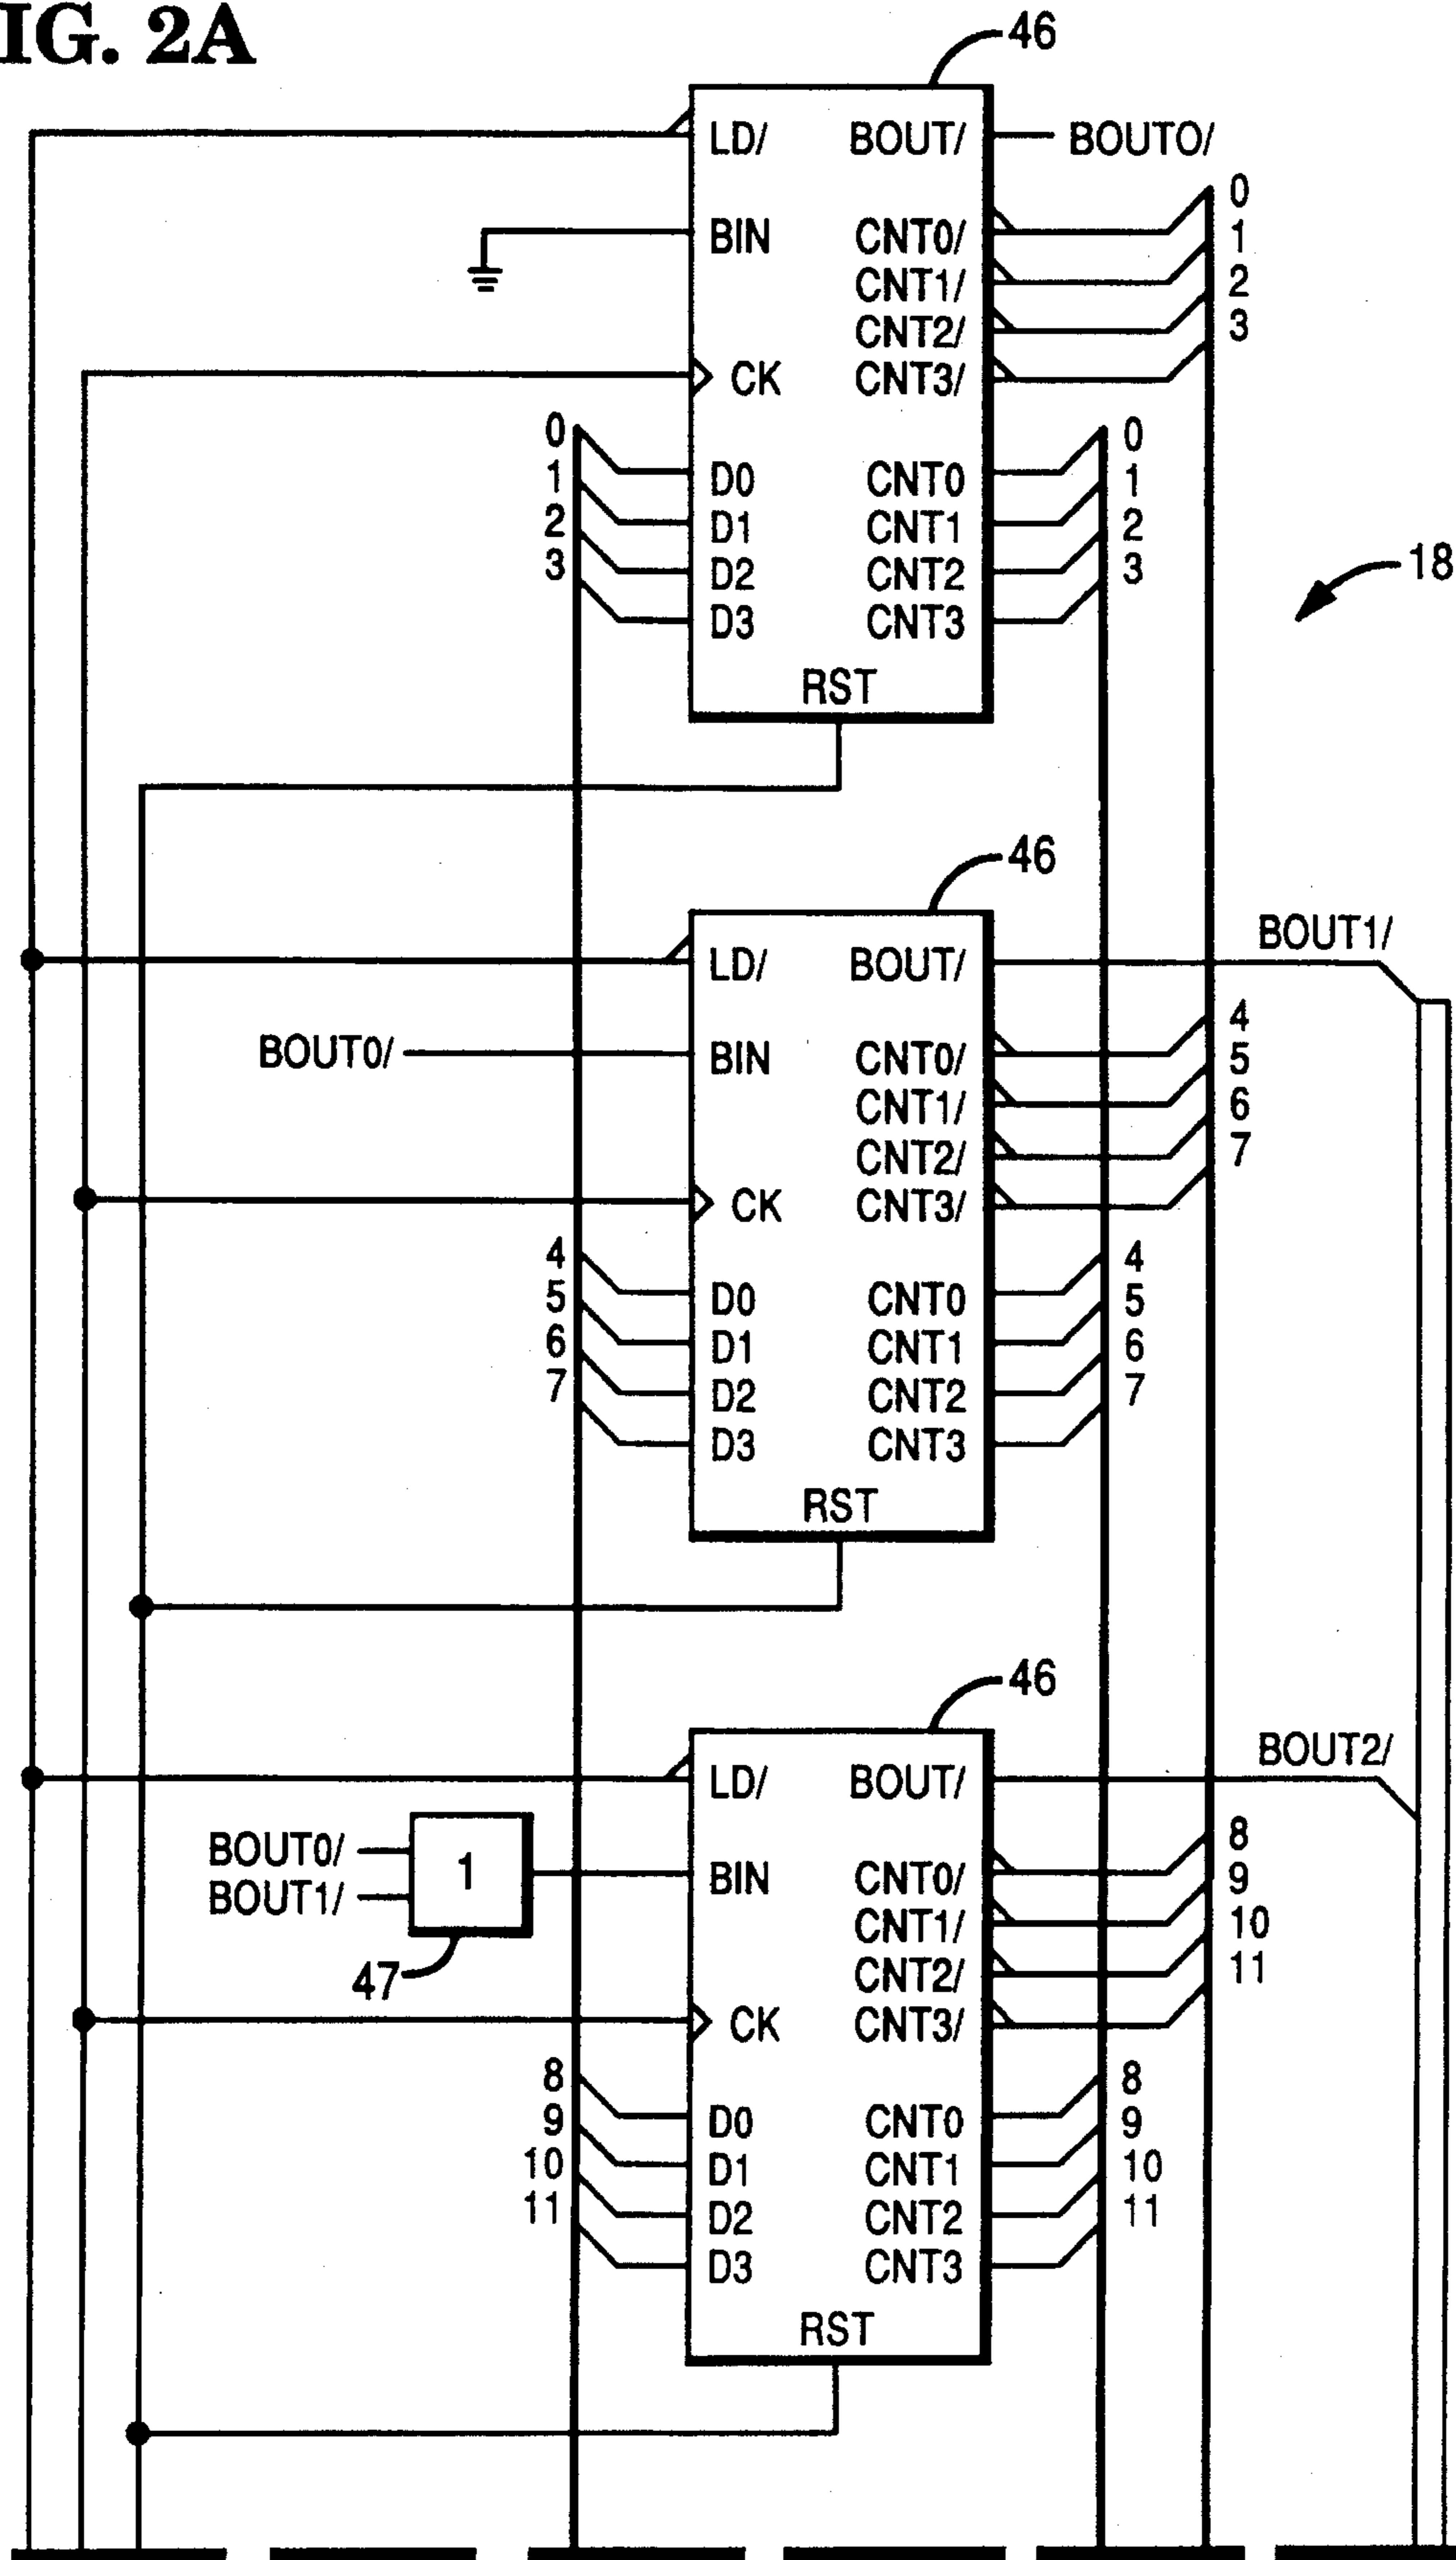 IG. 2A
46
LD/ BOUT/ BOUTO/
BIN CNT0/
CNT1/
CNT2/
CK CNT3/
0
1
2
3
0
1
2
3
D0 CNT0
D1 CNT1
D2 CNT2
D3 CNT3
RST
0
1
2
3
18
46
LD/ BOUT/
BOUT1/
BOUT0/ BIN CNT0/
CNT1/
CNT2/
CK CNT3/
4
5
6
7
4
5
6
7
D0 CNT0
D1 CNT1
D2 CNT2
D3 CNT3
RST
4
5
6
7
46
LD/ BOUT/
BOUT2/
BOUT0/
BOUT1/
1
47
BIN CNT0/
CNT1/
CNT2/
CK CNT3/
8
9
10
11
8
9
10
11
D0 CNT0
D1 CNT1
D2 CNT2
D3 CNT3
RST
8
9
10
11